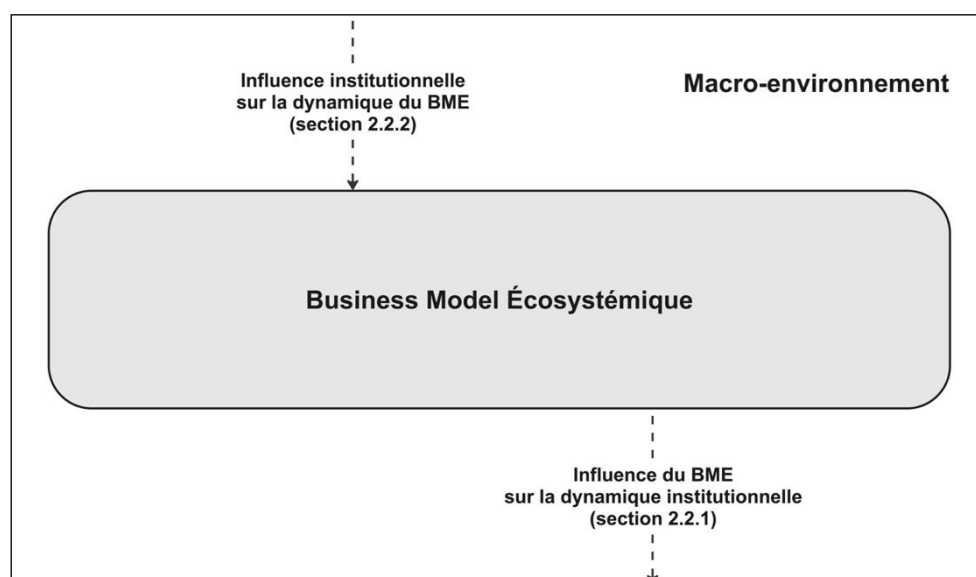 Influence institutionnelle
sur la dynamique du BME
(section 2.2.2)
Macro-environnement
Business Model Écosystémique
Influence du BME
sur la dynamique institutionnelle
(section 2.2.1)